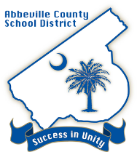 Abbeville County
School District
Success in Unity